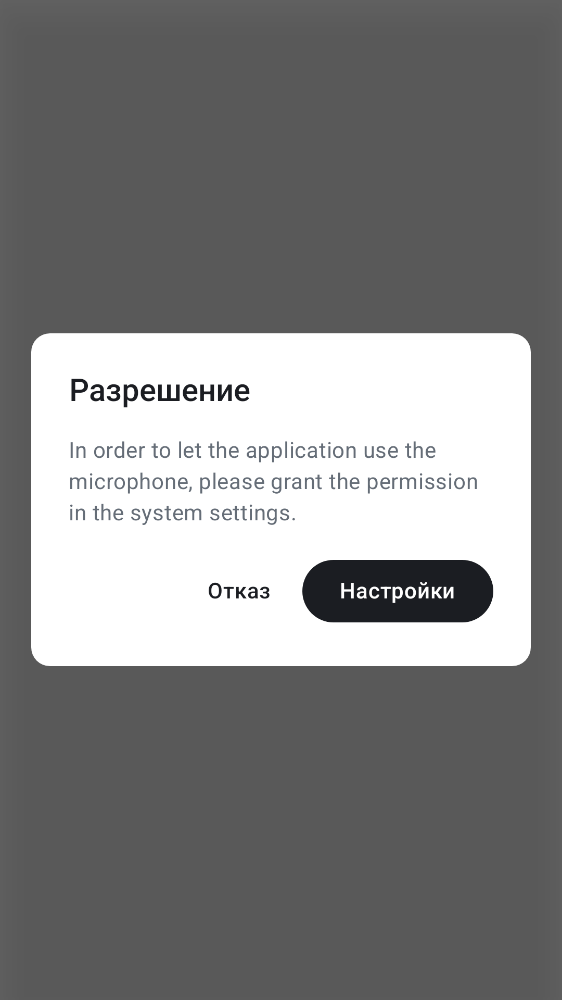 Разрешение
In order to let the application use the
microphone, please grant the permission
in the system settings.
Отказ
Настройки